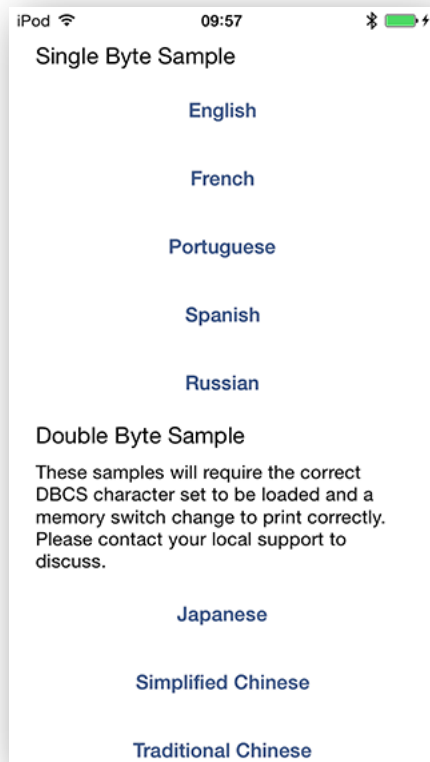 iPod 09:57
Single Byte Sample
English
French
Portuguese
Spanish
Russian
Double Byte Sample
These samples will require the correct
DBCS character set to be loaded and a
memory switch change to print correctly.
Please contact your local support to
discuss.
Japanese
Simplified Chinese
Traditional Chinese